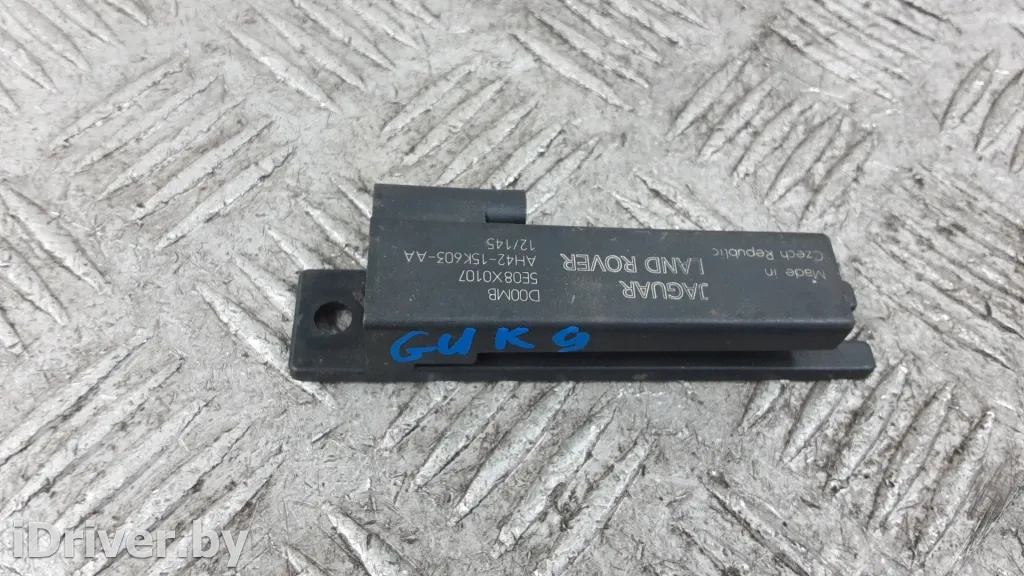 JAGUAR
LAND ROVER
Made in
Czech Republic
D00MB
5E08X0107
AH42-15K603-AA
12/145
GUK9
iDriver.by